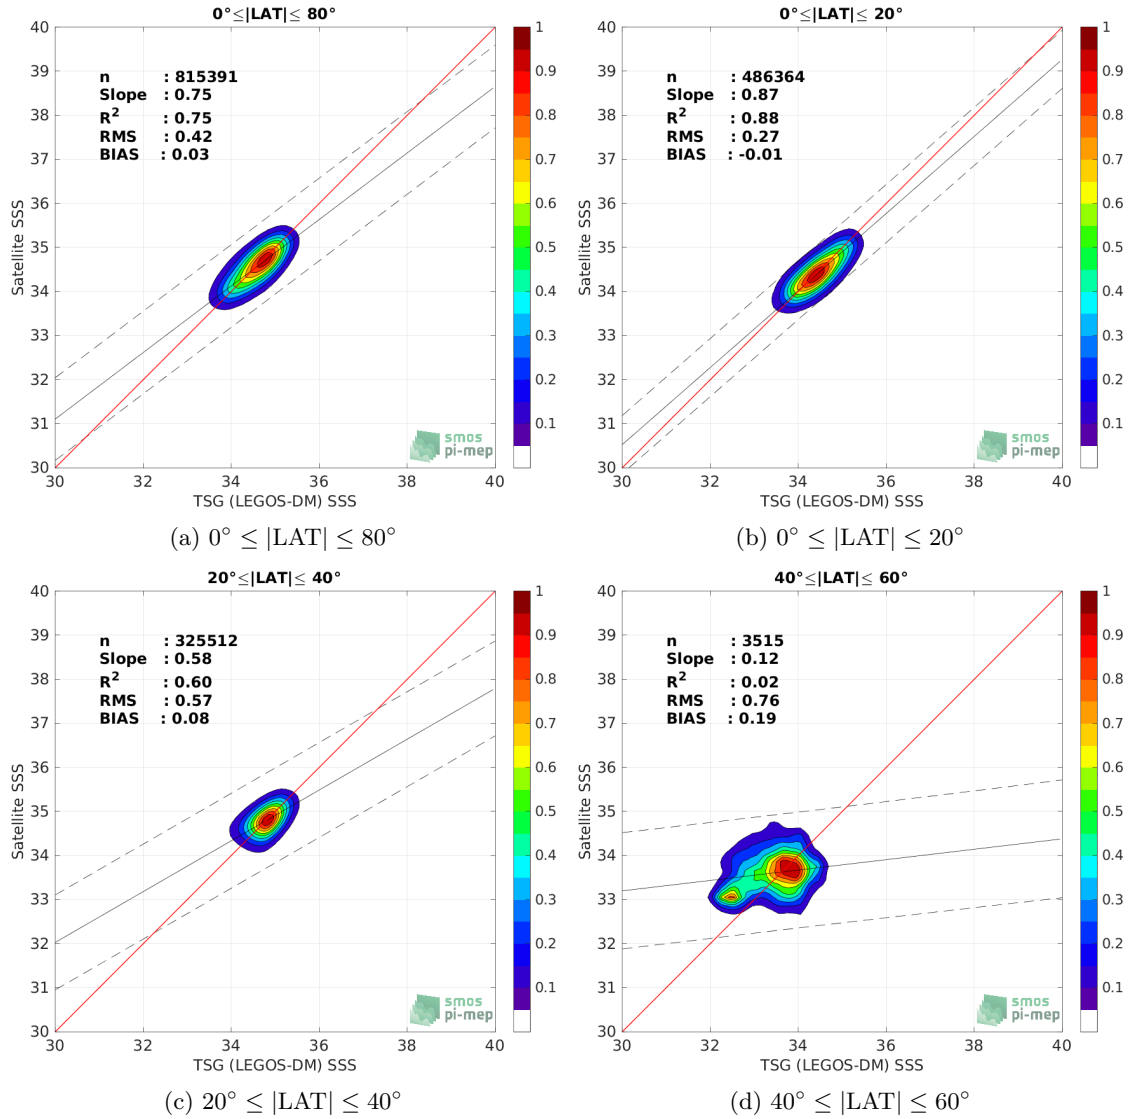 0°≤|LAT|≤ 80°
n : 815391
Slope : 0.75
R² : 0.75
RMS : 0.42
BIAS : 0.03
Satellite SSS
40
39
38
37
36
35
34
33
32
31
30
30 32 34 36 38 40
TSG (LEGOS-DM) SSS
1
0.9
0.8
0.7
0.6
0.5
0.4
0.3
0.2
0.1
smos
pi-mep
(a) 0° ≤ |LAT| ≤ 80°
0°≤|LAT|≤ 20°
n : 486364
Slope : 0.87
R² : 0.88
RMS : 0.27
BIAS : -0.01
Satellite SSS
40
39
38
37
36
35
34
33
32
31
30
30 32 34 36 38 40
TSG (LEGOS-DM) SSS
1
0.9
0.8
0.7
0.6
0.5
0.4
0.3
0.2
0.1
smos
pi-mep
(b) 0° ≤ |LAT| ≤ 20°
20°≤|LAT|≤ 40°
n : 325512
Slope : 0.58
R² : 0.60
RMS : 0.57
BIAS : 0.08
Satellite SSS
40
39
38
37
36
35
34
33
32
31
30
30 32 34 36 38 40
TSG (LEGOS-DM) SSS
1
0.9
0.8
0.7
0.6
0.5
0.4
0.3
0.2
0.1
smos
pi-mep
(c) 20° ≤ |LAT| ≤ 40°
40°≤|LAT|≤ 60°
n : 3515
Slope : 0.12
R² : 0.02
RMS : 0.76
BIAS : 0.19
Satellite SSS
40
39
38
37
36
35
34
33
32
31
30
30 32 34 36 38 40
TSG (LEGOS-DM) SSS
1
0.9
0.8
0.7
0.6
0.5
0.4
0.3
0.2
0.1
smos
pi-mep
(d) 40° ≤ |LAT| ≤ 60°